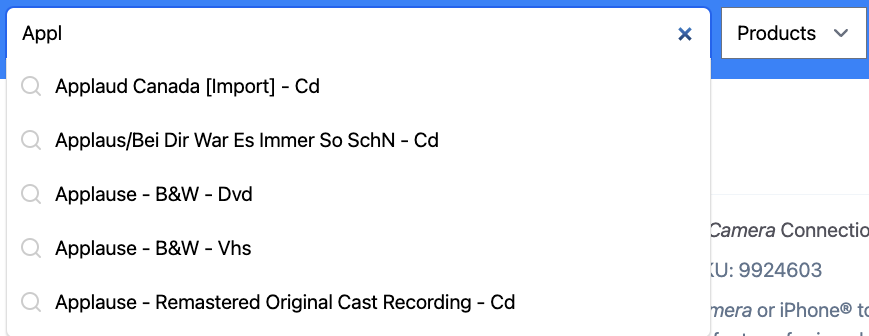 Appl
Products
Applaud Canada [Import] - Cd
Applaus/Bei Dir War Es Immer So SchN - Cd
Applause - B&W - Dvd
Applause - B&W - Vhs
Applause - Remastered Original Cast Recording - Cd
Camera Connectio
KU: 9924603
mera or iPhone® to